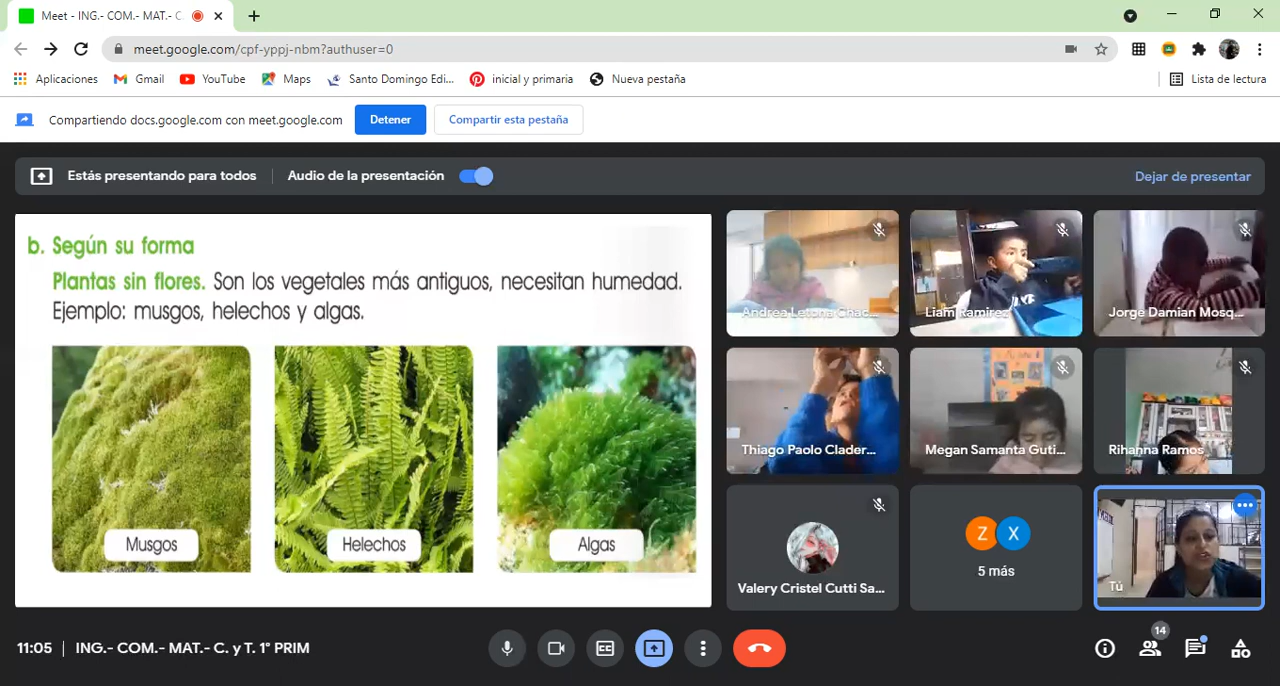 Meet - ING.- COM.- MAT.- C
meet.google.com/cpf-yppj-nbm?authuser=0
Aplicaciones
Gmail
YouTube
Maps
Santo Domingo Edi...
inicial y primaria
Nueva pestaña
Lista de lectura
Compartiendo docs.google.com con meet.google.com
Detener
Compartir esta pestaña
Estás presentando para todos
Audio de la presentación
Dejar de presentar
b. Según su forma
Plantas sin flores. Son los vegetales más antiguos, necesitan humedad.
Ejemplo: musgos, helechos y algas.
Musgos
Helechos
Algas
Andrea Letona Chac...
Liam Ramirez
Jorge Damian Mosq...
Thiago Paolo Clader...
Megan Samanta Guti...
Rihanna Ramos
Valery Cristel Cutti Sa...
Z
X
5 más
Tú
11:05
ING.- COM.- MAT.- C. y T. 1° PRIM
CC
14